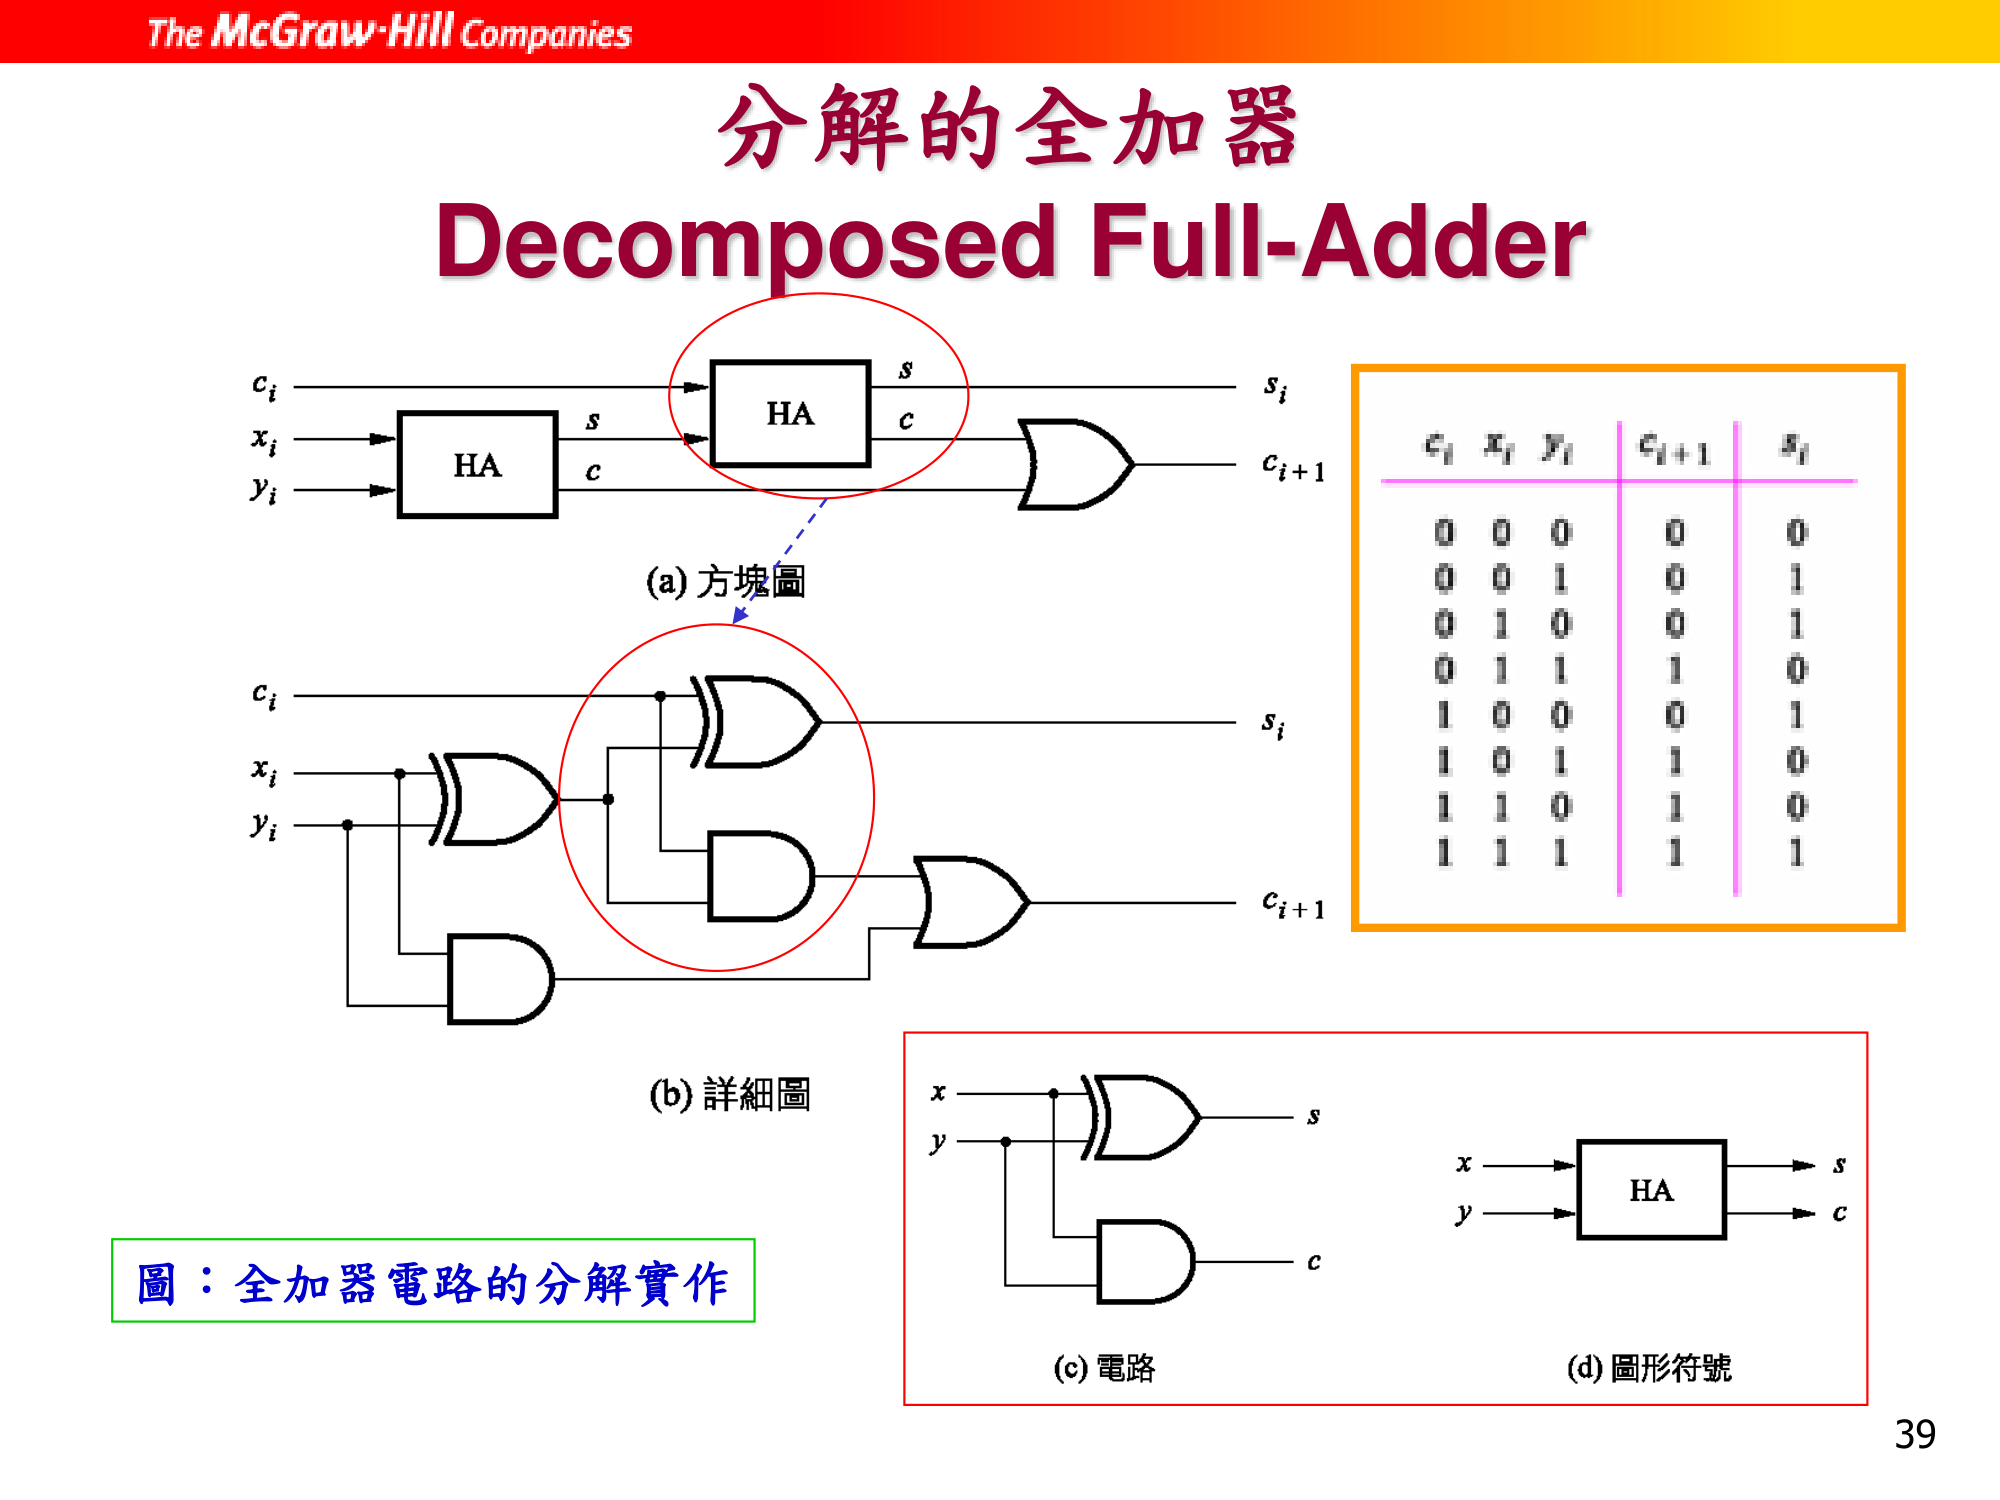 The McGraw·Hill Companies
分解的全加器
Decomposed Full-Adder
c_i
x_i
y_i
HA
s
c
HA
s
c
s_i
c_{i+1}
(a) 方塊圖
c_i x_i y_i c_{i+1} s_i
0 0 0 0 0
0 0 1 0 1
0 1 0 0 1
0 1 1 1 0
1 0 0 0 1
1 0 1 1 0
1 1 0 1 0
1 1 1 1 1
c_i
x_i
y_i
s_i
c_{i+1}
(b) 詳細圖
x
y
s
c
(c) 電路
x
y
HA
s
c
(d) 圖形符號
圖：全加器電路的分解實作
39